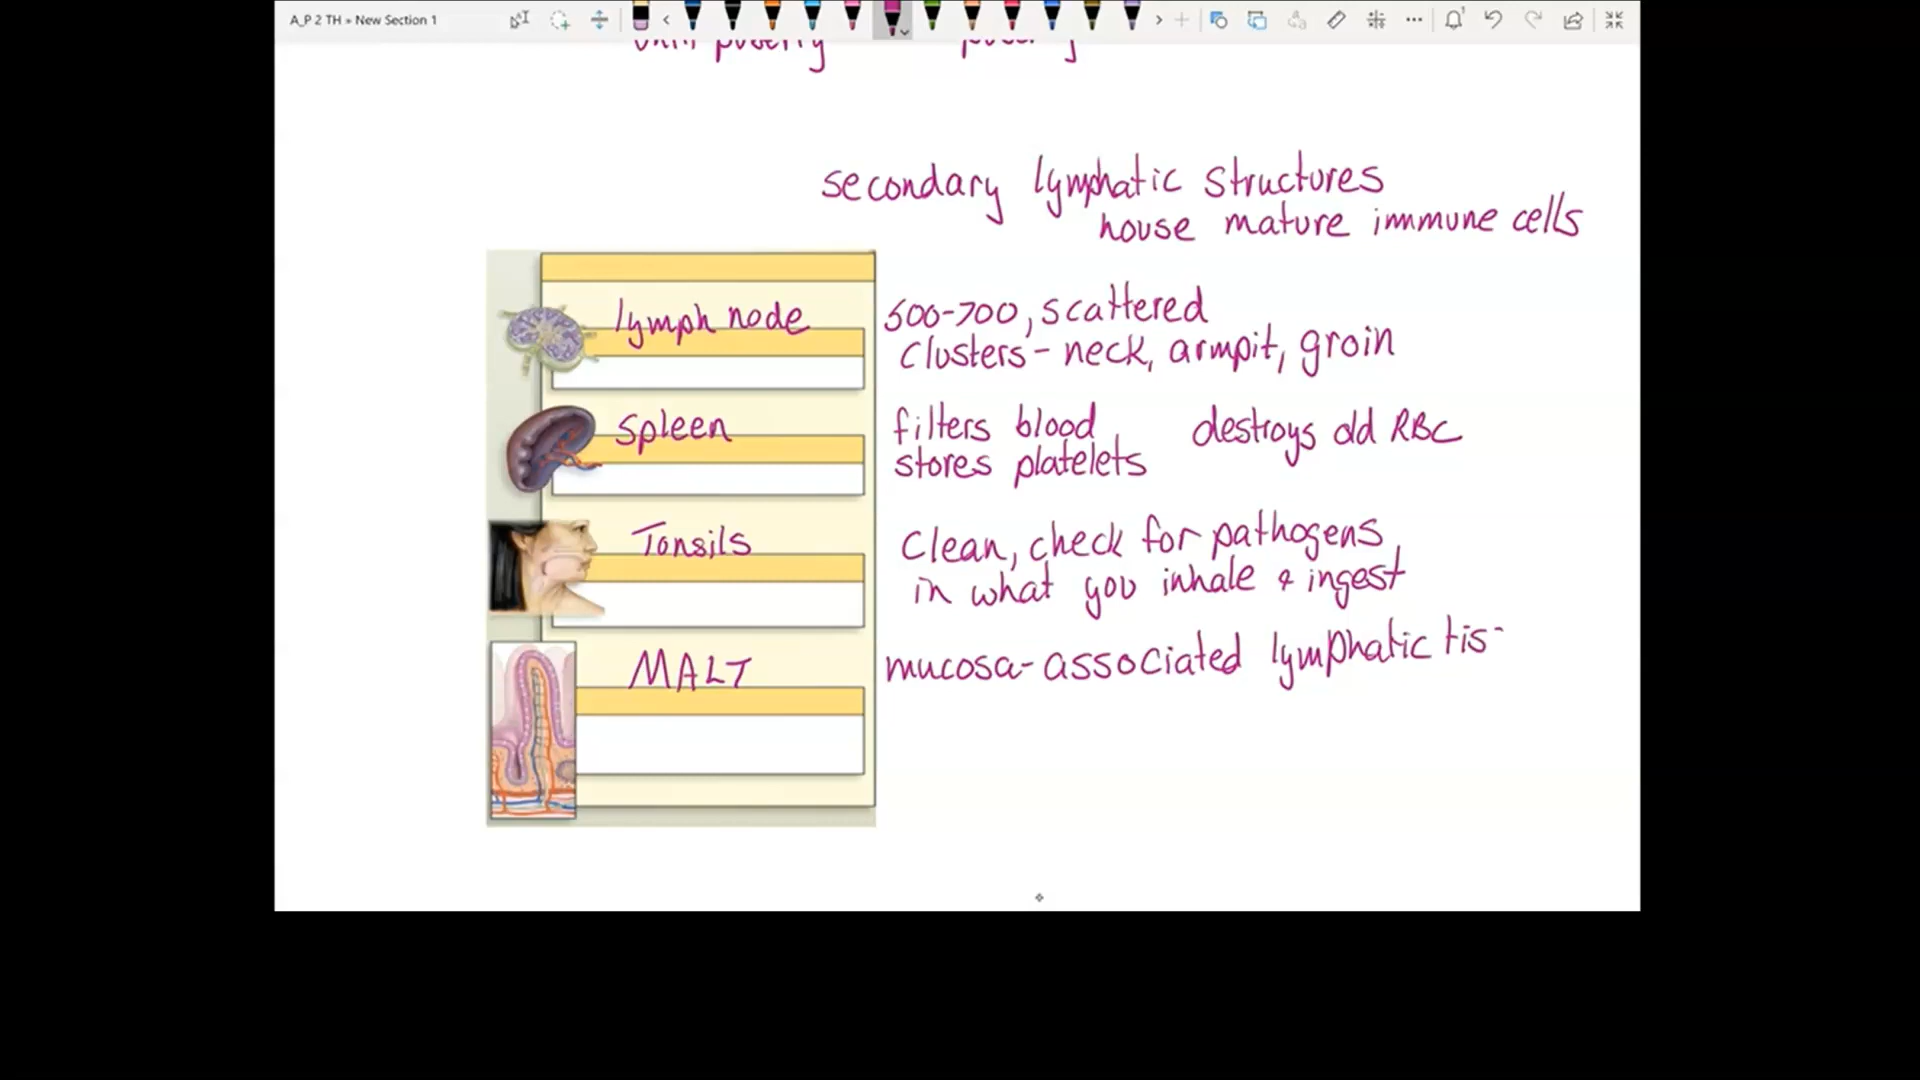 A_P 2 TH » New Section 1
until puberty
secondary lymphatic structures
house mature immune cells
lymph node
500-700, scattered
clusters - neck, armpit, groin
spleen
filters blood destroys old RBC
stores platelets
Tonsils
Clean, check for pathogens
in what you inhale & ingest
MALT
mucosa-associated lymphatic tis